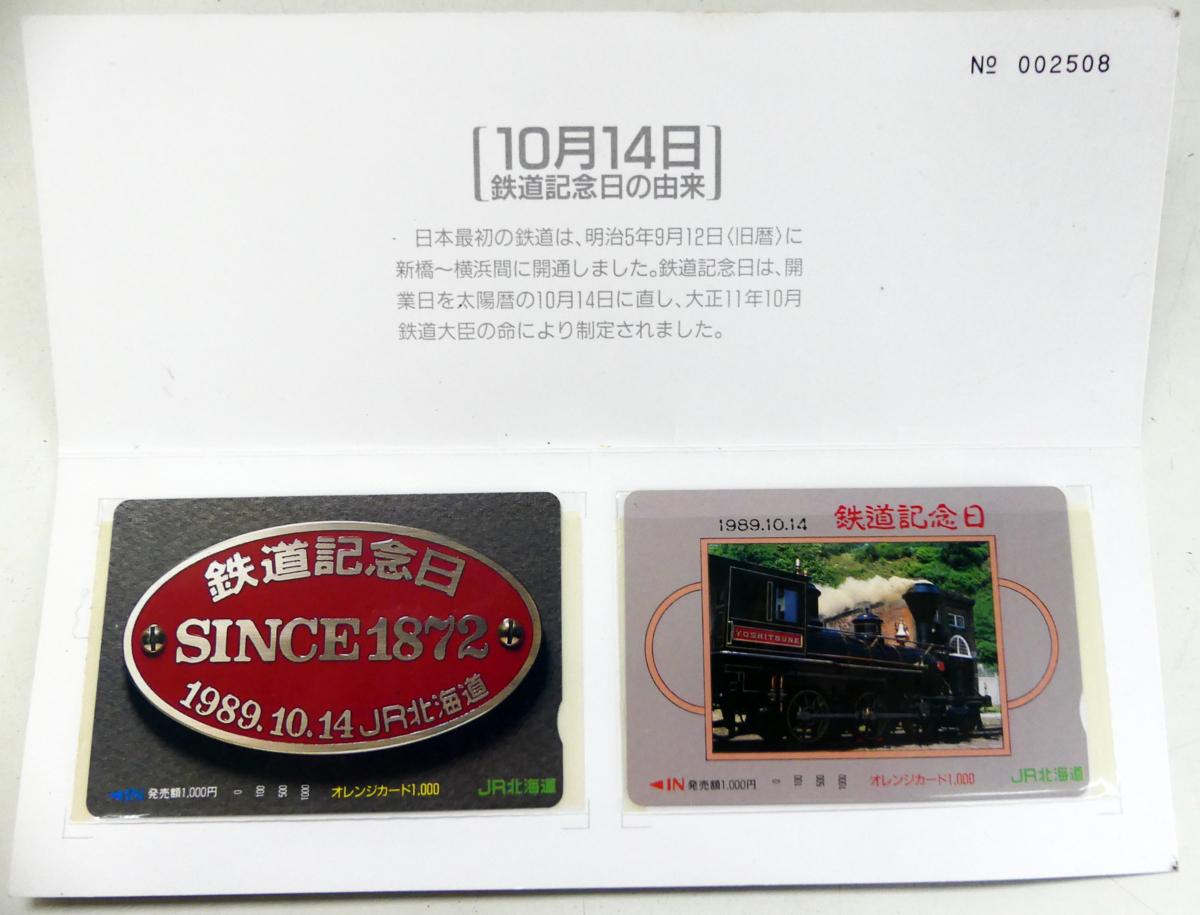 № 002508
10月14日
鉄道記念日の由来
日本最初の鉄道は、明治5年9月12日〈旧暦〉に
新橋〜横浜間に開通しました。鉄道記念日は、開
業日を太陽暦の10月14日に直し、大正11年10月
鉄道大臣の命により制定されました。
鉄道記念日
SINCE 1872
1989.10.14 JR北海道
◀IN 発売額1,000円 0 100 500 1000 オレンジカード1,000 JR北海道
1989.10.14 鉄道記念日
YOSHITSUNE
◀IN 発売額1,000円 0 100 500 1000 オレンジカード1,000 JR北海道